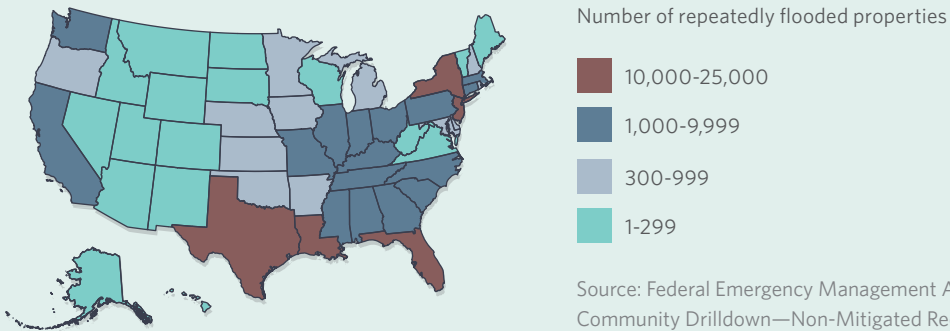 Number of repeatedly flooded properties
10,000-25,000
1,000-9,999
300-999
1-299
Source: Federal Emergency Management
Community Drilldown—Non-Mitigated